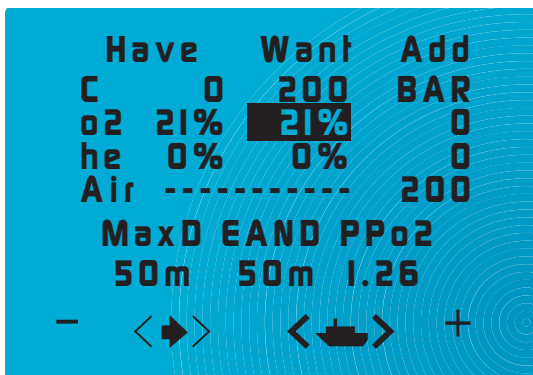 Have Want Add
C 0 200 BAR
o2 21% 21% 0
he 0% 0% 0
Air ----------- 200
MaxD EAND PPo2
50m 50m 1.26
- < > < > +